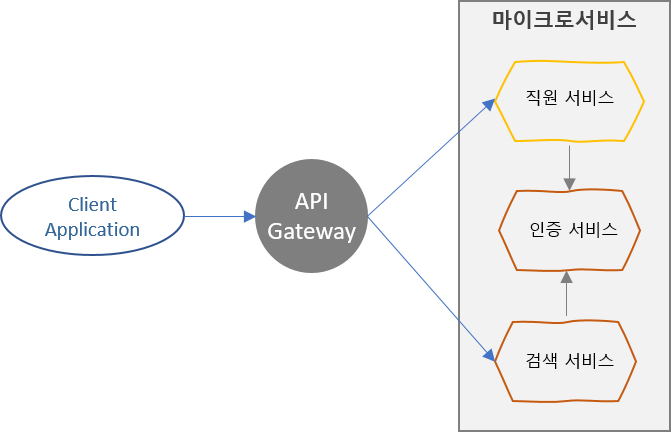 마이크로서비스
직원 서비스
Client
Application
API
Gateway
인증 서비스
검색 서비스